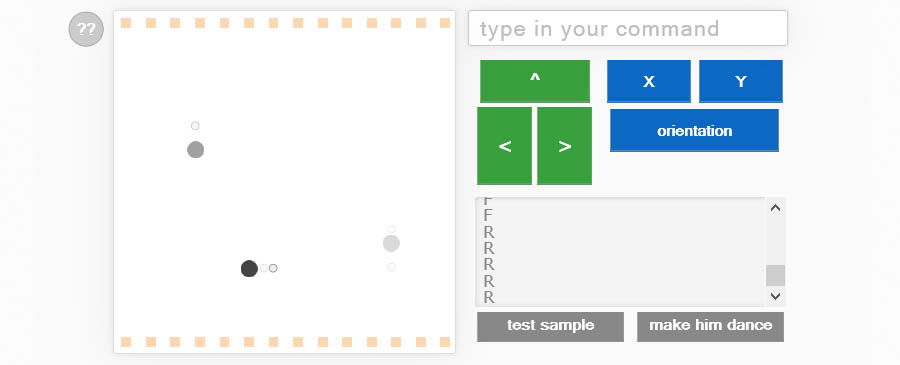 ??
type in your command
^
X
Y
<
>
orientation
F
F
R
R
R
R
R
test sample
make him dance